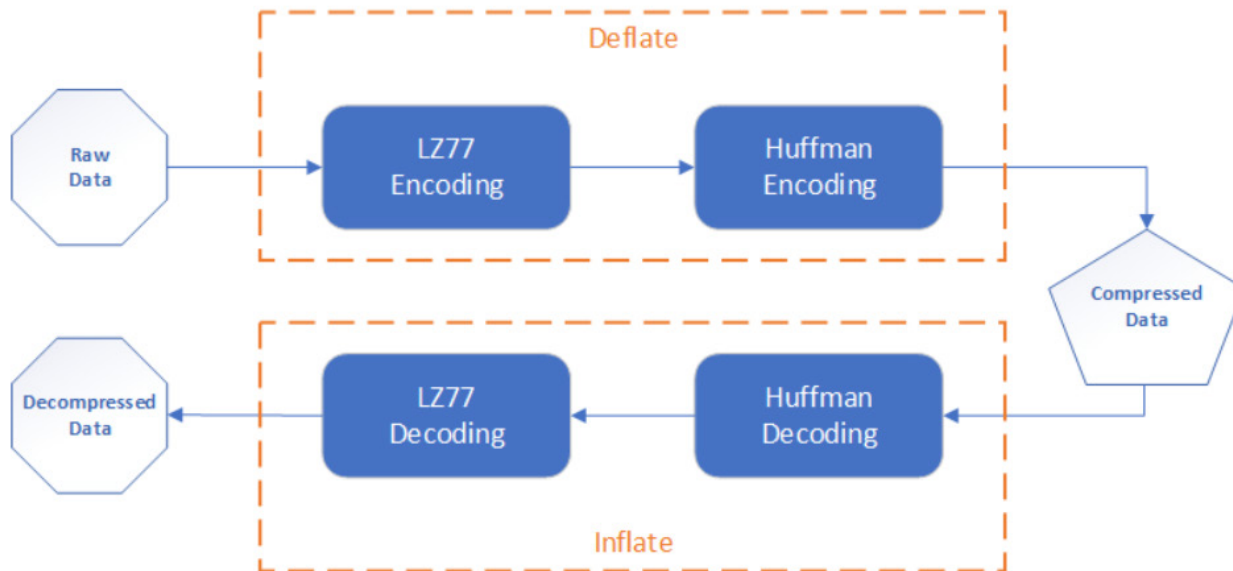 Deflate
Raw
Data
LZ77
Encoding
Huffman
Encoding
Compressed
Data
Decompressed
Data
LZ77
Decoding
Huffman
Decoding
Inflate